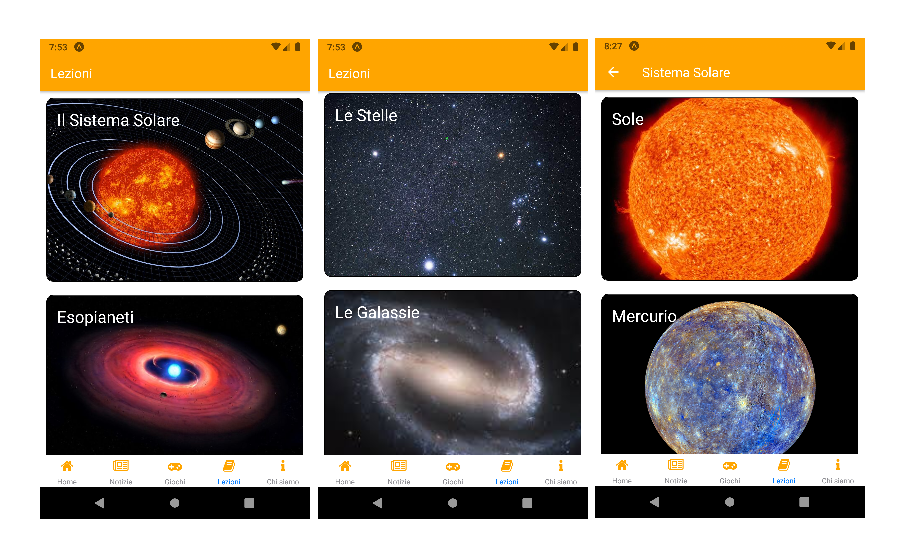 7:53
Lezioni
Il Sistema Solare
Esopianeti
Home Notizie Giochi Lezioni Chi siamo
7:53
Lezioni
Le Stelle
Le Galassie
Home Notizie Giochi Lezioni Chi siamo
8:27
Sistema Solare
Sole
Mercurio
Home Notizie Giochi Lezioni Chi siamo